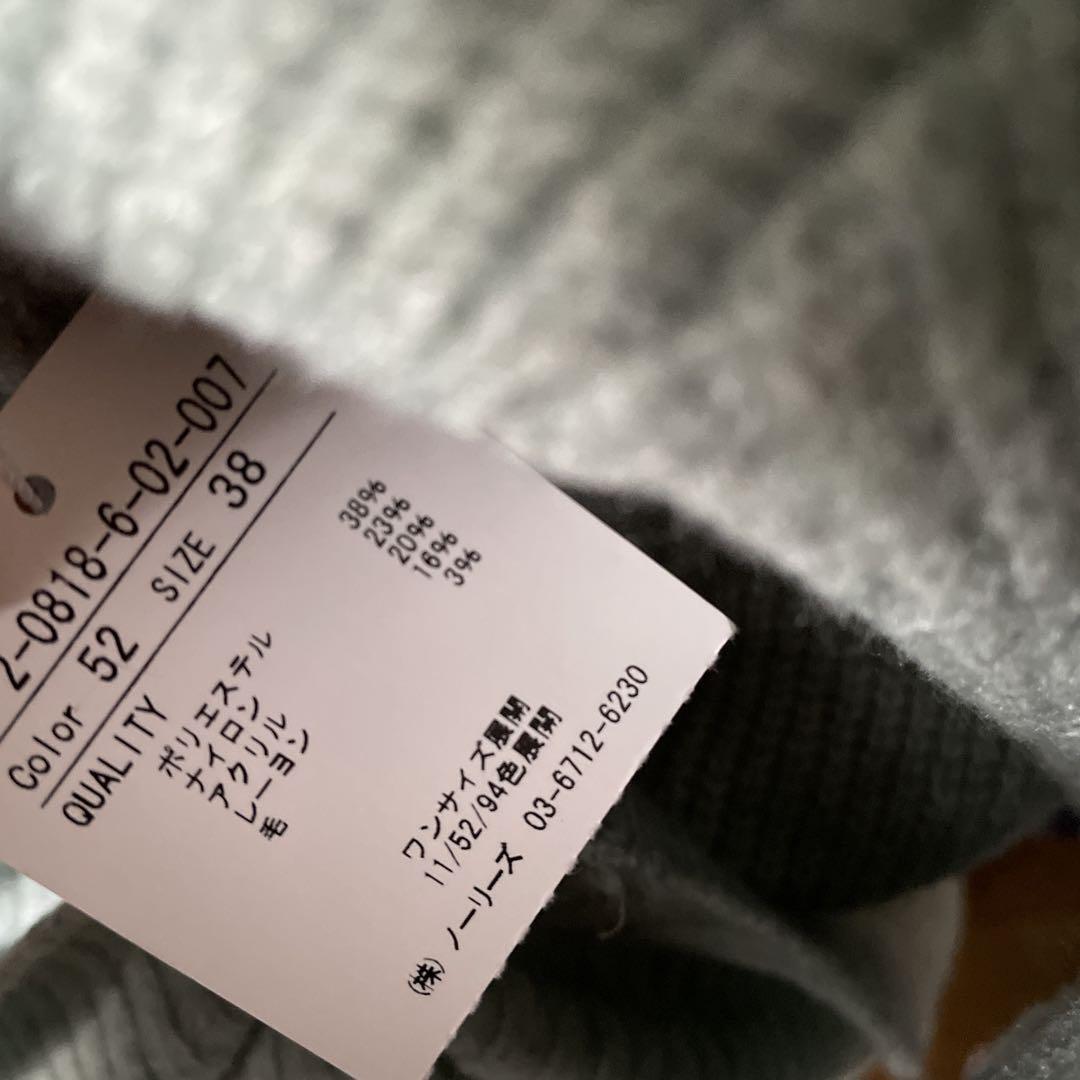 2-0818-6-02-007
Color 52 SIZE 38
QUALITY
ポリエステル 38%
ナイロン 23%
アクリル 20%
レーヨン 16%
毛 3%
ワンサイズ展開
11/52/94色展開
(株) ノーリーズ 03-6712-6230